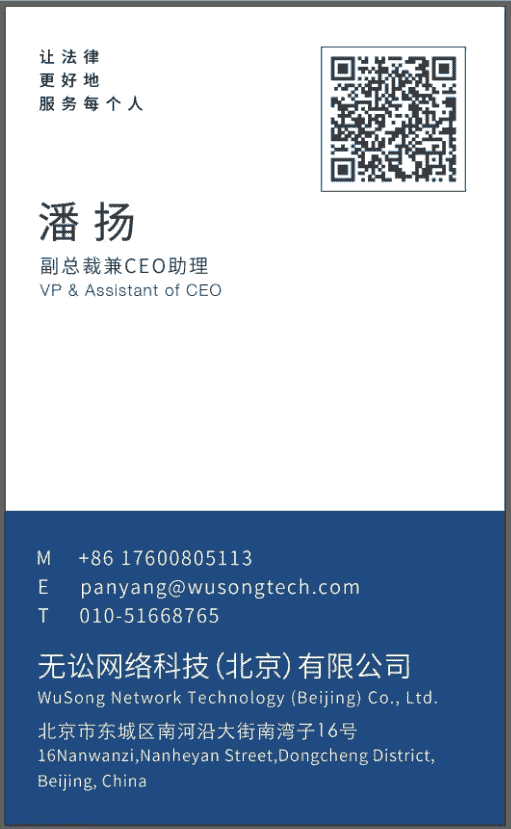 让法律
更好地
服务每个人
潘扬
副总裁兼CEO助理
VP & Assistant of CEO
M +86 17600805113
E panyang@wusongtech.com
T 010-51668765
无讼网络科技(北京)有限公司
WuSong Network Technology (Beijing) Co., Ltd.
北京市东城区南河沿大街南湾子16号
16Nanwanzi,Nanheyan Street,Dongcheng District,
Beijing, China